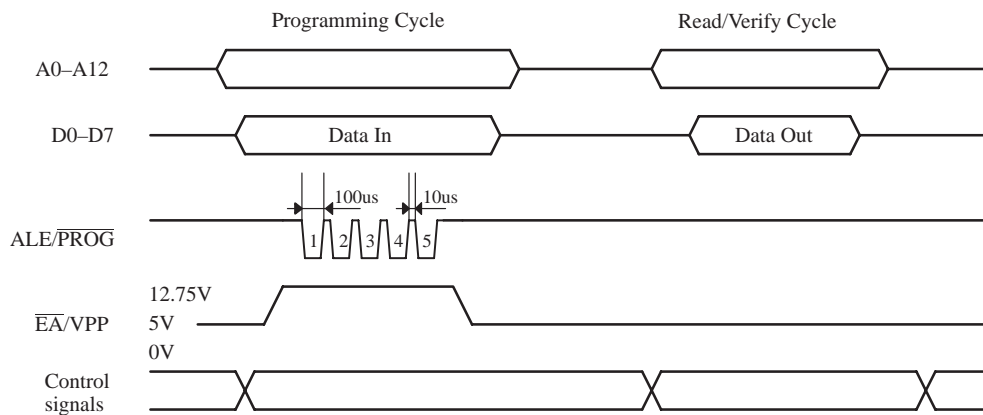 Programming Cycle
Read/Verify Cycle
A0–A12
D0–D7
Data In
Data Out
100us
10us
ALE/PROG
1 2 3 4 5
12.75V
EA/VPP
5V
0V
Control
signals